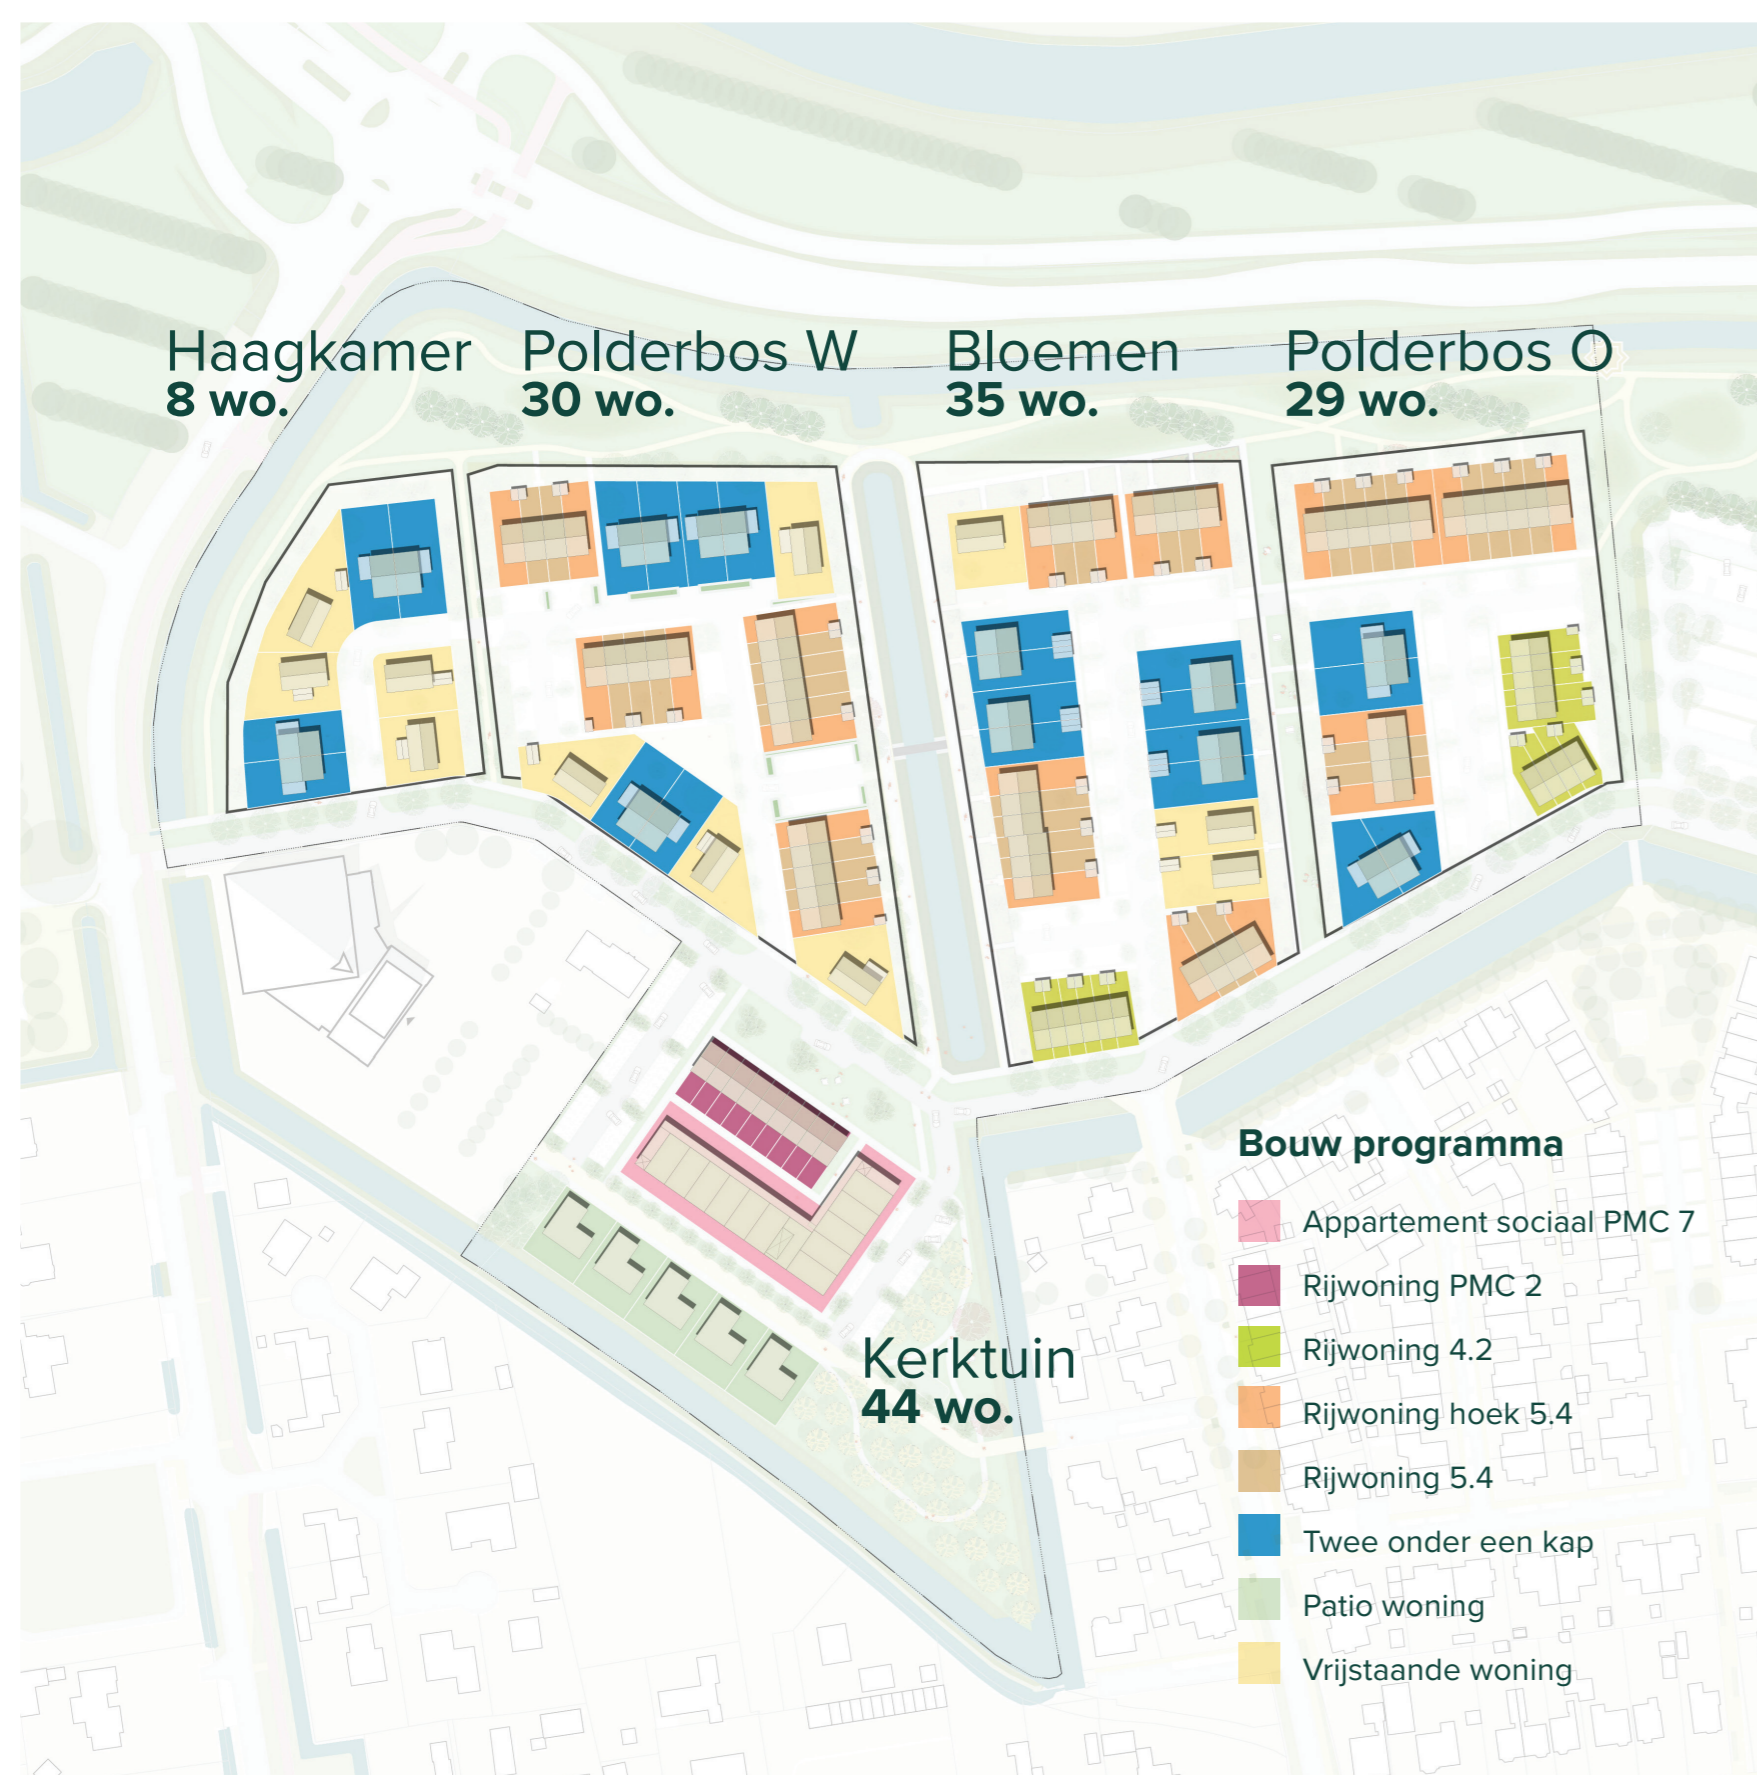 Haagkamer
8 wo.
Polderbos W
30 wo.
Bloemen
35 wo.
Polderbos O
29 wo.
Kerktuin
44 wo.
Bouw programma
Appartement sociaal PMC 7
Rijwoning PMC 2
Rijwoning 4.2
Rijwoning hoek 5.4
Rijwoning 5.4
Twee onder een kap
Patio woning
Vrijstaande woning